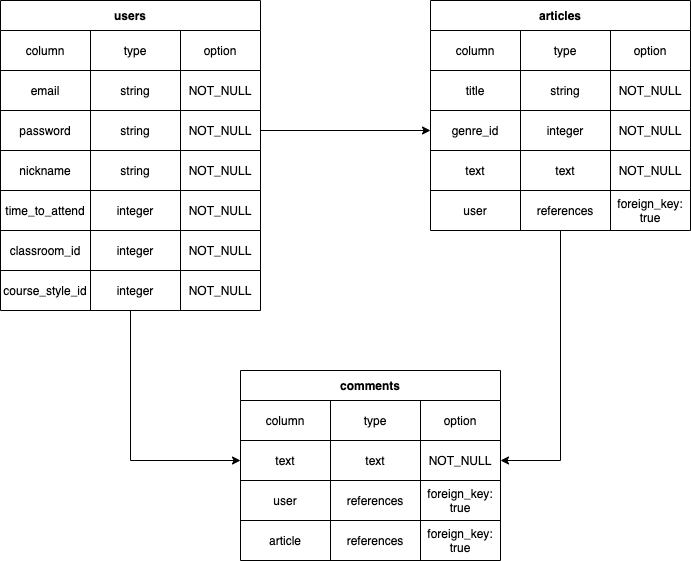 users
column type option
email string NOT_NULL
password string NOT_NULL
nickname string NOT_NULL
time_to_attend integer NOT_NULL
classroom_id integer NOT_NULL
course_style_id integer NOT_NULL
articles
column type option
title string NOT_NULL
genre_id integer NOT_NULL
text text NOT_NULL
user references foreign_key:
true
comments
column type option
text text NOT_NULL
user references foreign_key:
true
article references foreign_key:
true